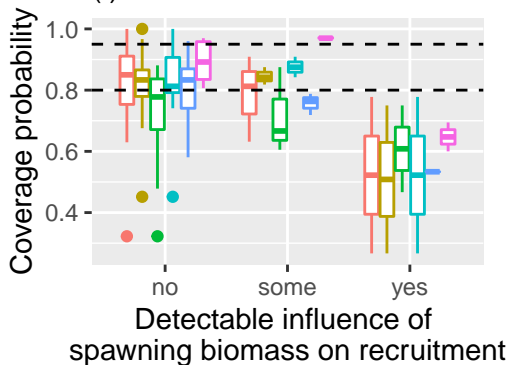 Coverage probability
1.0
0.8
0.6
0.4
no some yes
Detectable influence of
spawning biomass on recruitment